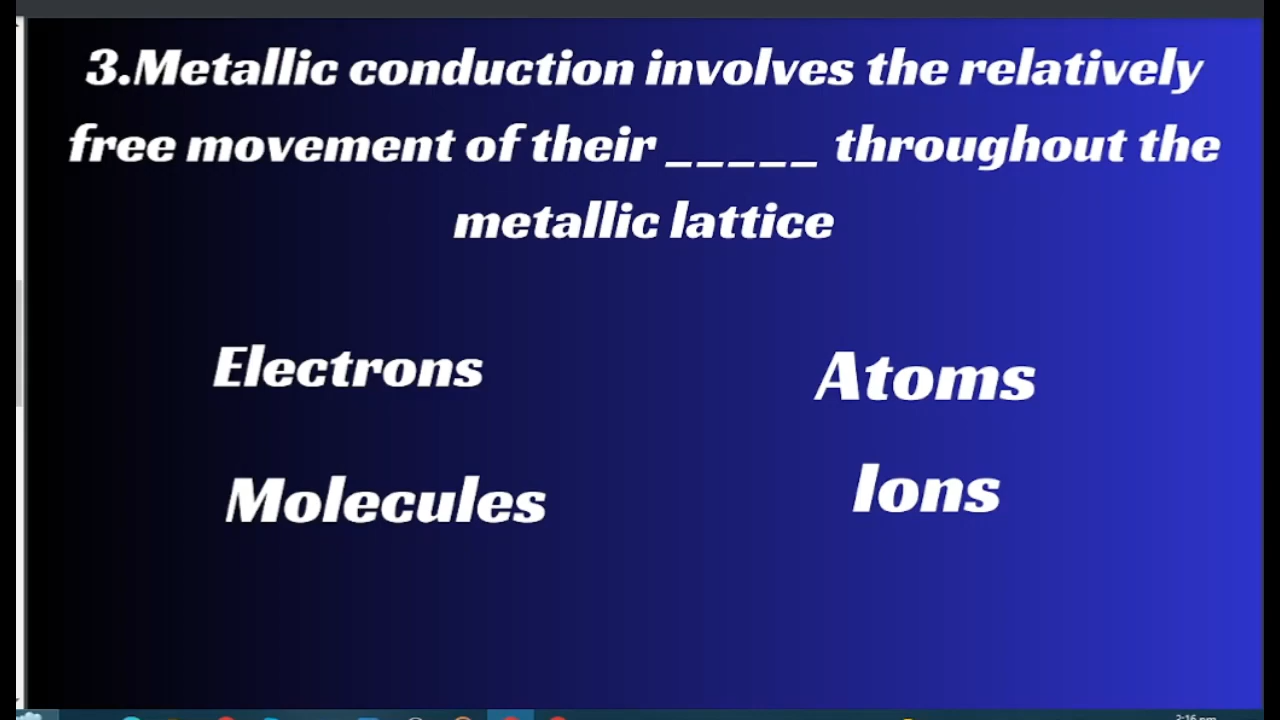 3.Metallic conduction involves the relatively
free movement of their _____ throughout the
metallic lattice
Electrons
Atoms
Molecules
Ions